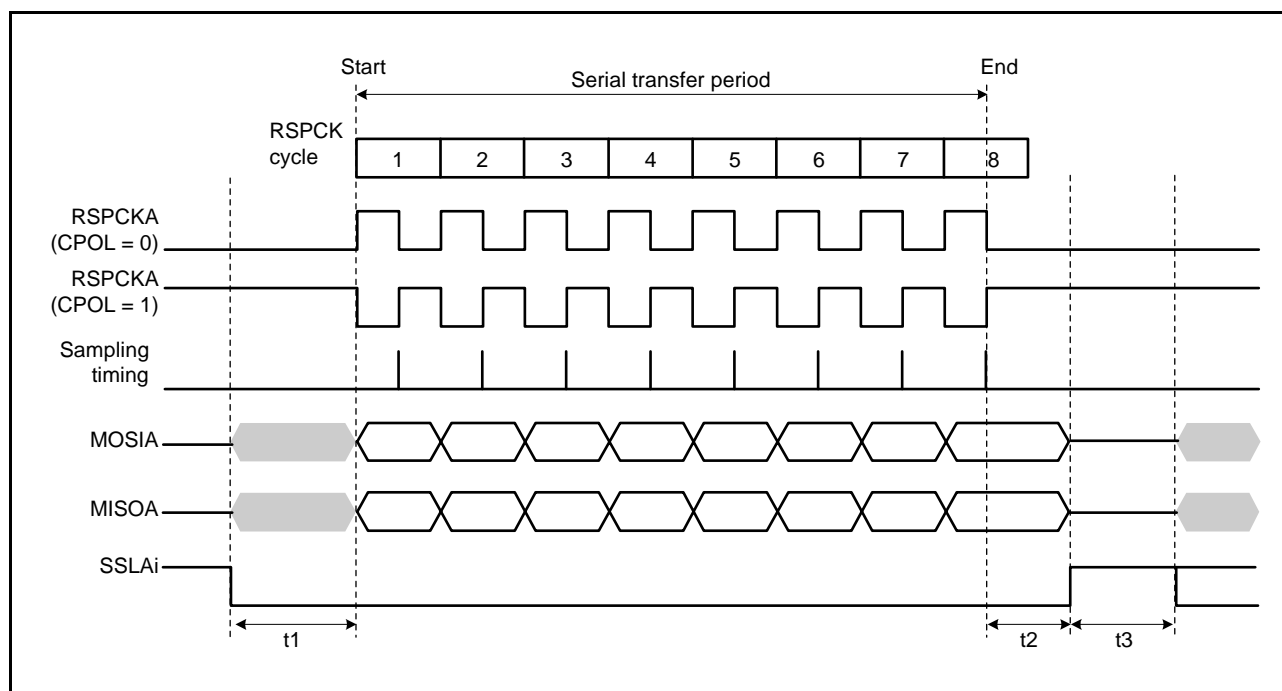 Start
Serial transfer period
End
RSPCK
cycle
1 2 3 4 5 6 7 8
RSPCKA
(CPOL = 0)
RSPCKA
(CPOL = 1)
Sampling
timing
MOSIA
MISOA
SSLAi
t1
t2
t3